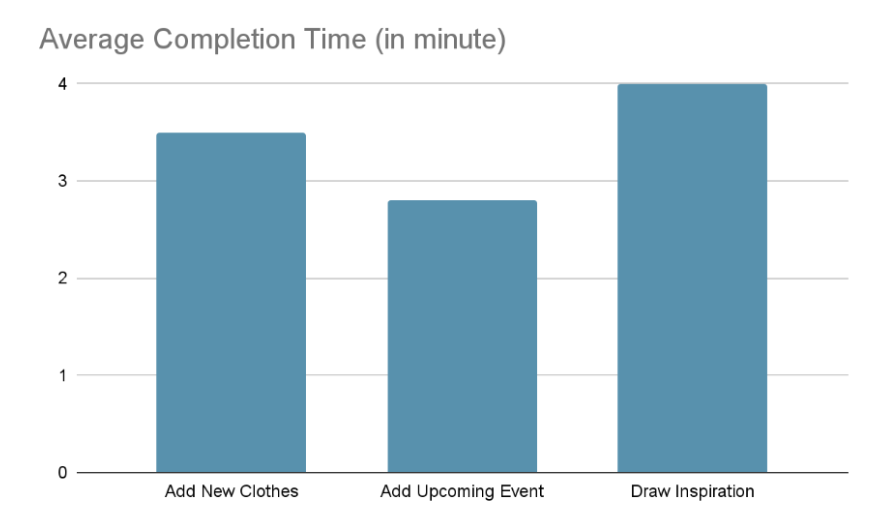 Average Completion Time (in minute)
4
3
2
1
0
Add New Clothes
Add Upcoming Event
Draw Inspiration